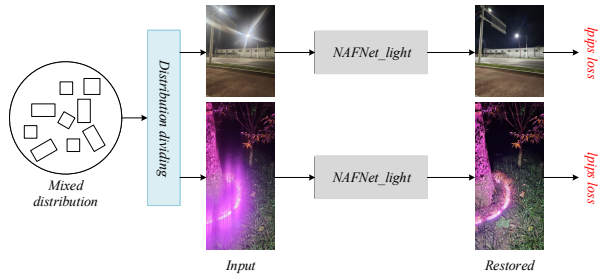 Mixed
distribution
Distribution dividing
NAFNet_light
lpips loss
NAFNet_light
lpips loss
Input
Restored